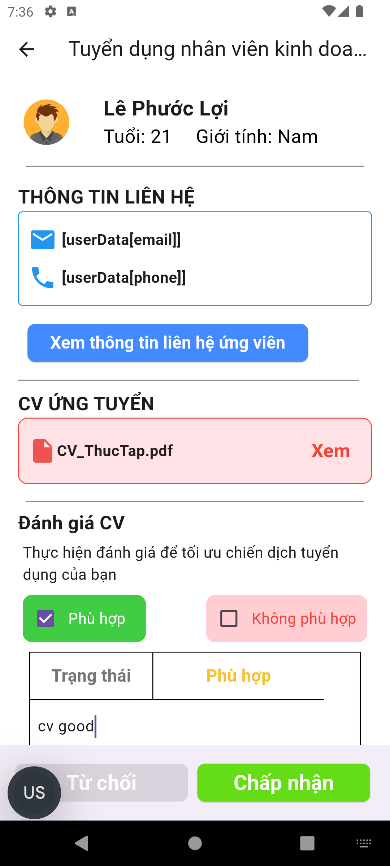 7:36
Tuyển dụng nhân viên kinh doa...
Lê Phước Lợi
Tuổi: 21 Giới tính: Nam
THÔNG TIN LIÊN HỆ
[userData[email]]
[userData[phone]]
Xem thông tin liên hệ ứng viên
CV ỨNG TUYỂN
CV_ThucTap.pdf Xem
Đánh giá CV
Thực hiện đánh giá để tối ưu chiến dịch tuyển
dụng của bạn
Phù hợp Không phù hợp
Trạng thái Phù hợp
cv good
US Từ chối Chấp nhận